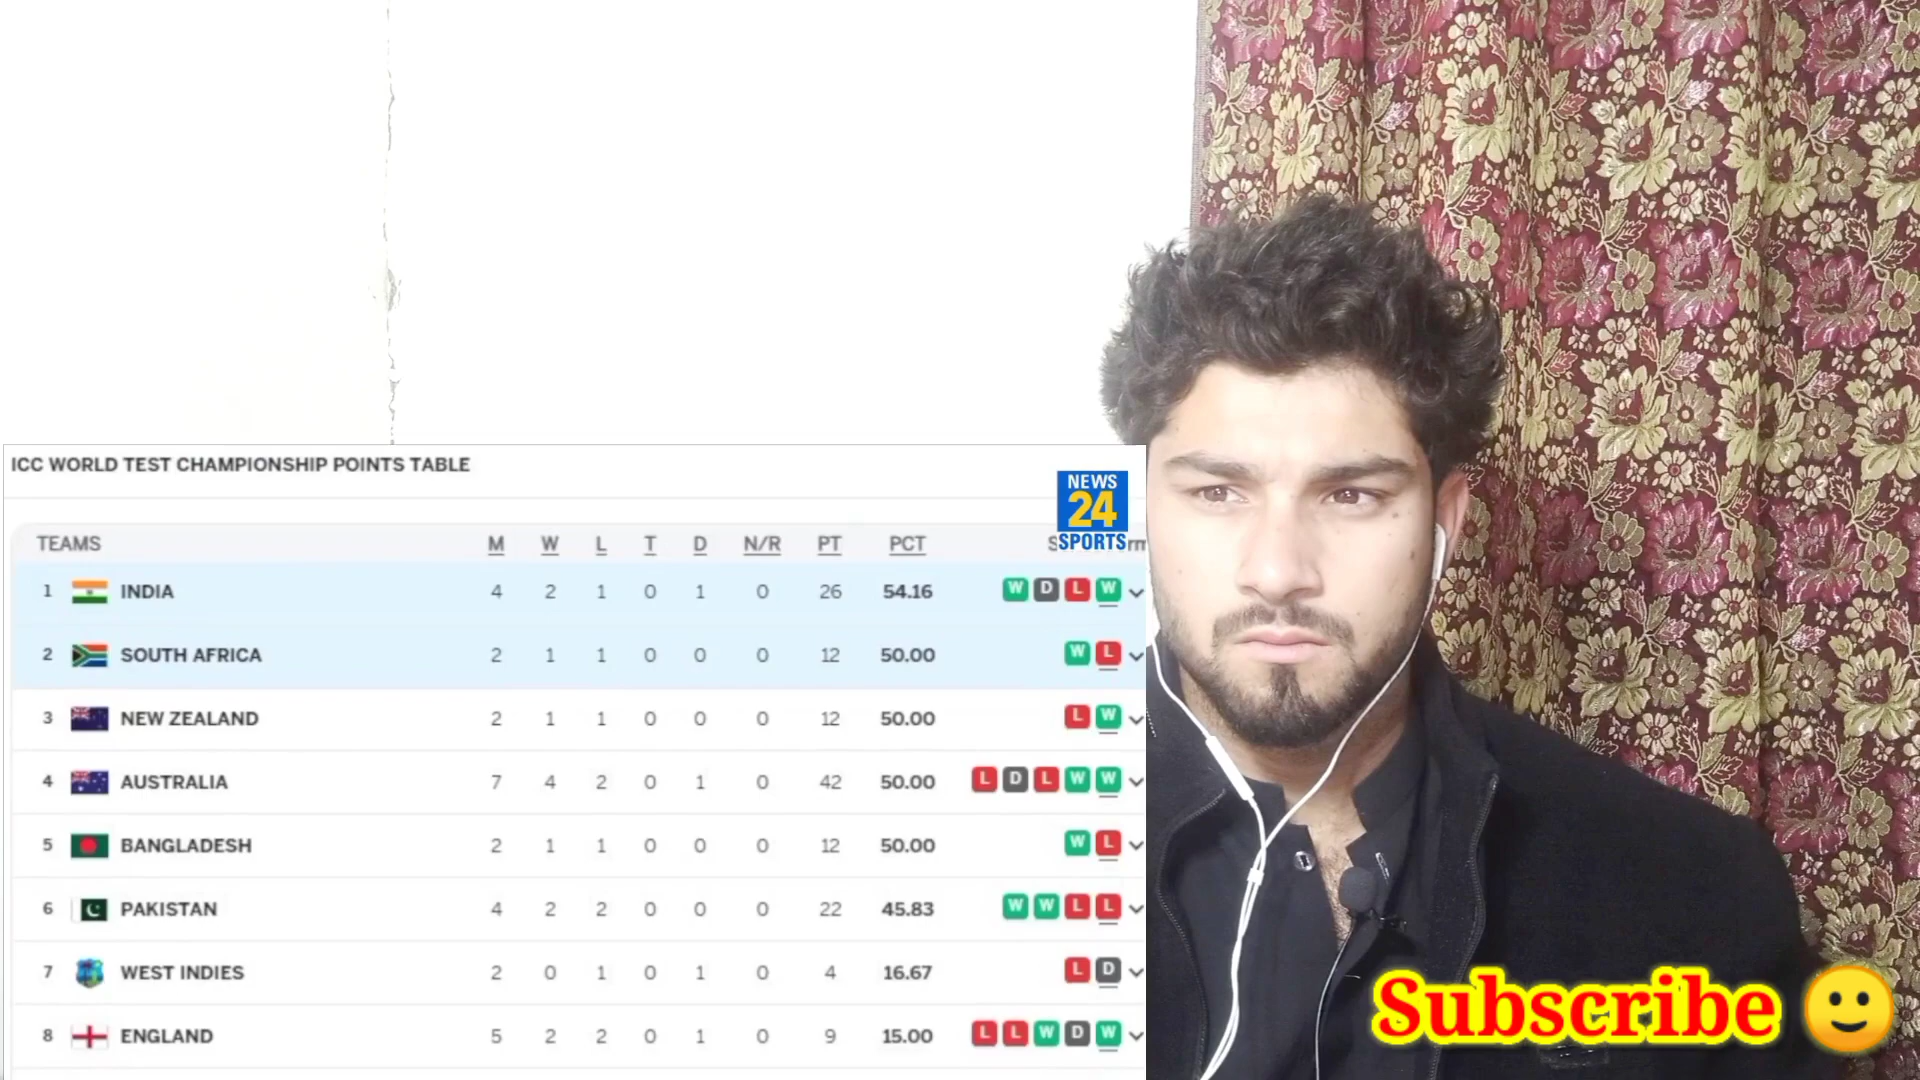 ICC WORLD TEST CHAMPIONSHIP POINTS TABLE
NEWS
24
SPORTS
TEAMS M W L T D N/R PT PCT
1 INDIA 4 2 1 0 1 0 26 54.16 W D L W
2 SOUTH AFRICA 2 1 1 0 0 0 12 50.00 W L
3 NEW ZEALAND 2 1 1 0 0 0 12 50.00 L W
4 AUSTRALIA 7 4 2 0 1 0 42 50.00 L D L W W
5 BANGLADESH 2 1 1 0 0 0 12 50.00 W L
6 PAKISTAN 4 2 2 0 0 0 22 45.83 W W L L
7 WEST INDIES 2 0 1 0 1 0 4 16.67 L D
8 ENGLAND 5 2 2 0 1 0 9 15.00 L L W D W
Subscribe